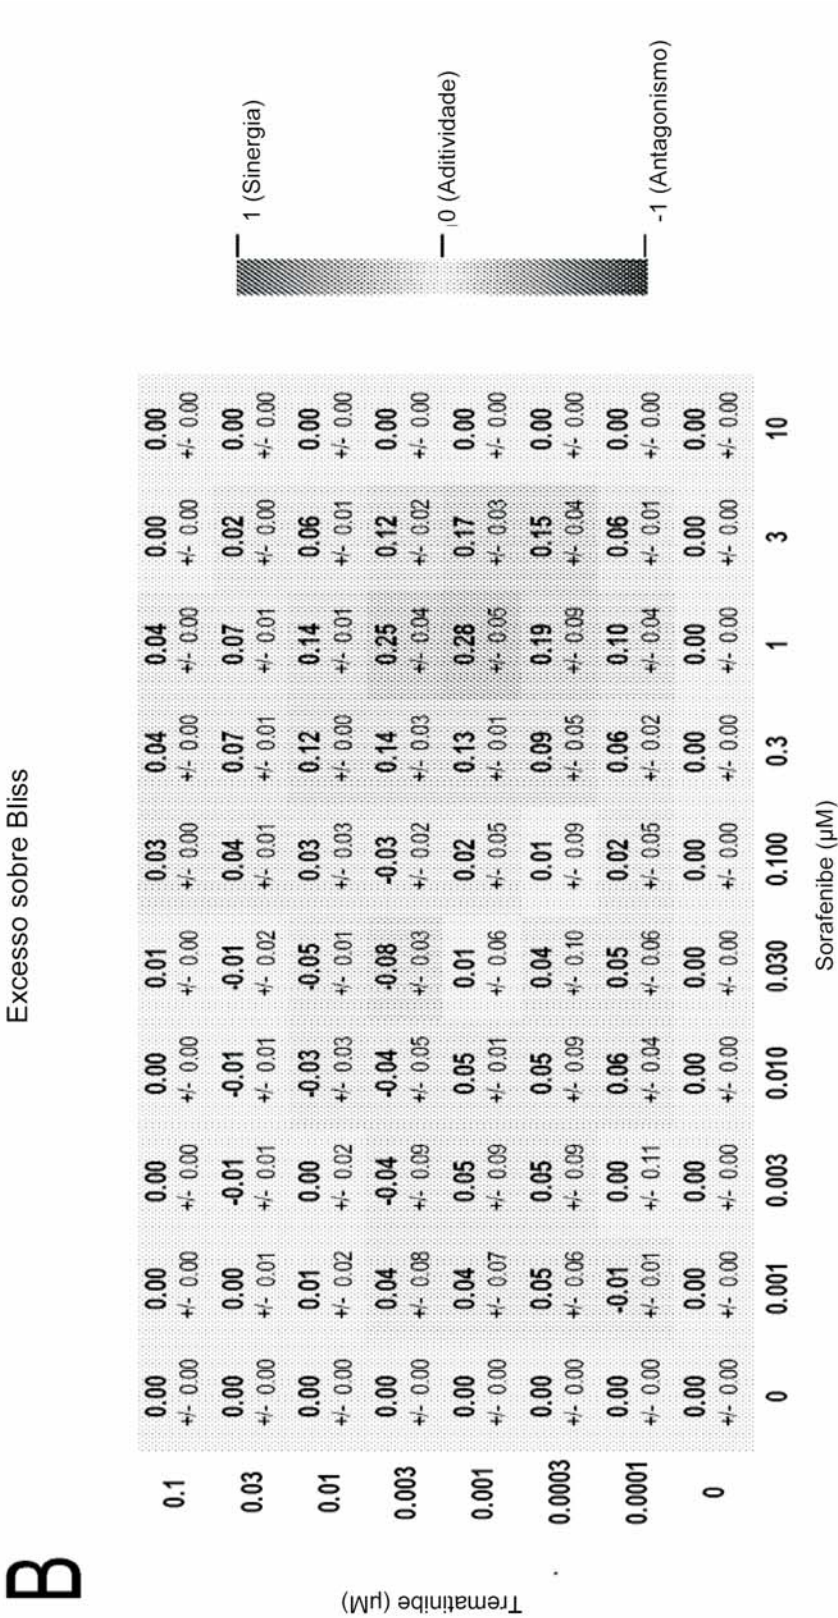 B
Excesso sobre Bliss
Trematinibe (µM)
0.1 0.00 0.00 0.00 0.00 0.01 0.03 0.04 0.04 0.00 0.00
+/- 0.00 +/- 0.00 +/- 0.00 +/- 0.00 +/- 0.00 +/- 0.00 +/- 0.00 +/- 0.00 +/- 0.00 +/- 0.00
0.03 0.00 0.00 -0.01 -0.01 -0.01 0.04 0.07 0.07 0.02 0.00
+/- 0.00 +/- 0.01 +/- 0.01 +/- 0.01 +/- 0.02 +/- 0.01 +/- 0.01 +/- 0.01 +/- 0.00 +/- 0.00
0.01 0.00 0.01 0.00 -0.03 -0.05 0.03 0.12 0.14 0.06 0.00
+/- 0.00 +/- 0.02 +/- 0.02 +/- 0.03 +/- 0.01 +/- 0.03 +/- 0.00 +/- 0.01 +/- 0.01 +/- 0.00
0.003 0.00 0.04 -0.04 -0.04 -0.08 -0.03 0.14 0.25 0.12 0.00
+/- 0.00 +/- 0.08 +/- 0.09 +/- 0.05 +/- 0.03 +/- 0.02 +/- 0.03 +/- 0.04 +/- 0.02 +/- 0.00
0.001 0.00 0.04 0.05 0.05 0.01 0.02 0.13 0.28 0.17 0.00
+/- 0.00 +/- 0.07 +/- 0.09 +/- 0.01 +/- 0.06 +/- 0.05 +/- 0.01 +/- 0.05 +/- 0.03 +/- 0.00
0.0003 0.00 0.05 0.05 0.05 0.04 0.01 0.09 0.19 0.15 0.00
+/- 0.00 +/- 0.06 +/- 0.09 +/- 0.09 +/- 0.10 +/- 0.09 +/- 0.05 +/- 0.09 +/- 0.04 +/- 0.00
0.0001 0.00 -0.01 0.00 0.06 0.05 0.02 0.06 0.10 0.06 0.00
+/- 0.00 +/- 0.01 +/- 0.11 +/- 0.04 +/- 0.06 +/- 0.05 +/- 0.02 +/- 0.04 +/- 0.01 +/- 0.00
0 0.00 0.00 0.00 0.00 0.00 0.00 0.00 0.00 0.00 0.00
+/- 0.00 +/- 0.00 +/- 0.00 +/- 0.00 +/- 0.00 +/- 0.00 +/- 0.00 +/- 0.00 +/- 0.00 +/- 0.00
0 0.001 0.003 0.010 0.030 0.100 0.3 1 3 10
Sorafenibe (µM)
1 (Sinergia)
0 (Aditividade)
-1 (Antagonismo)